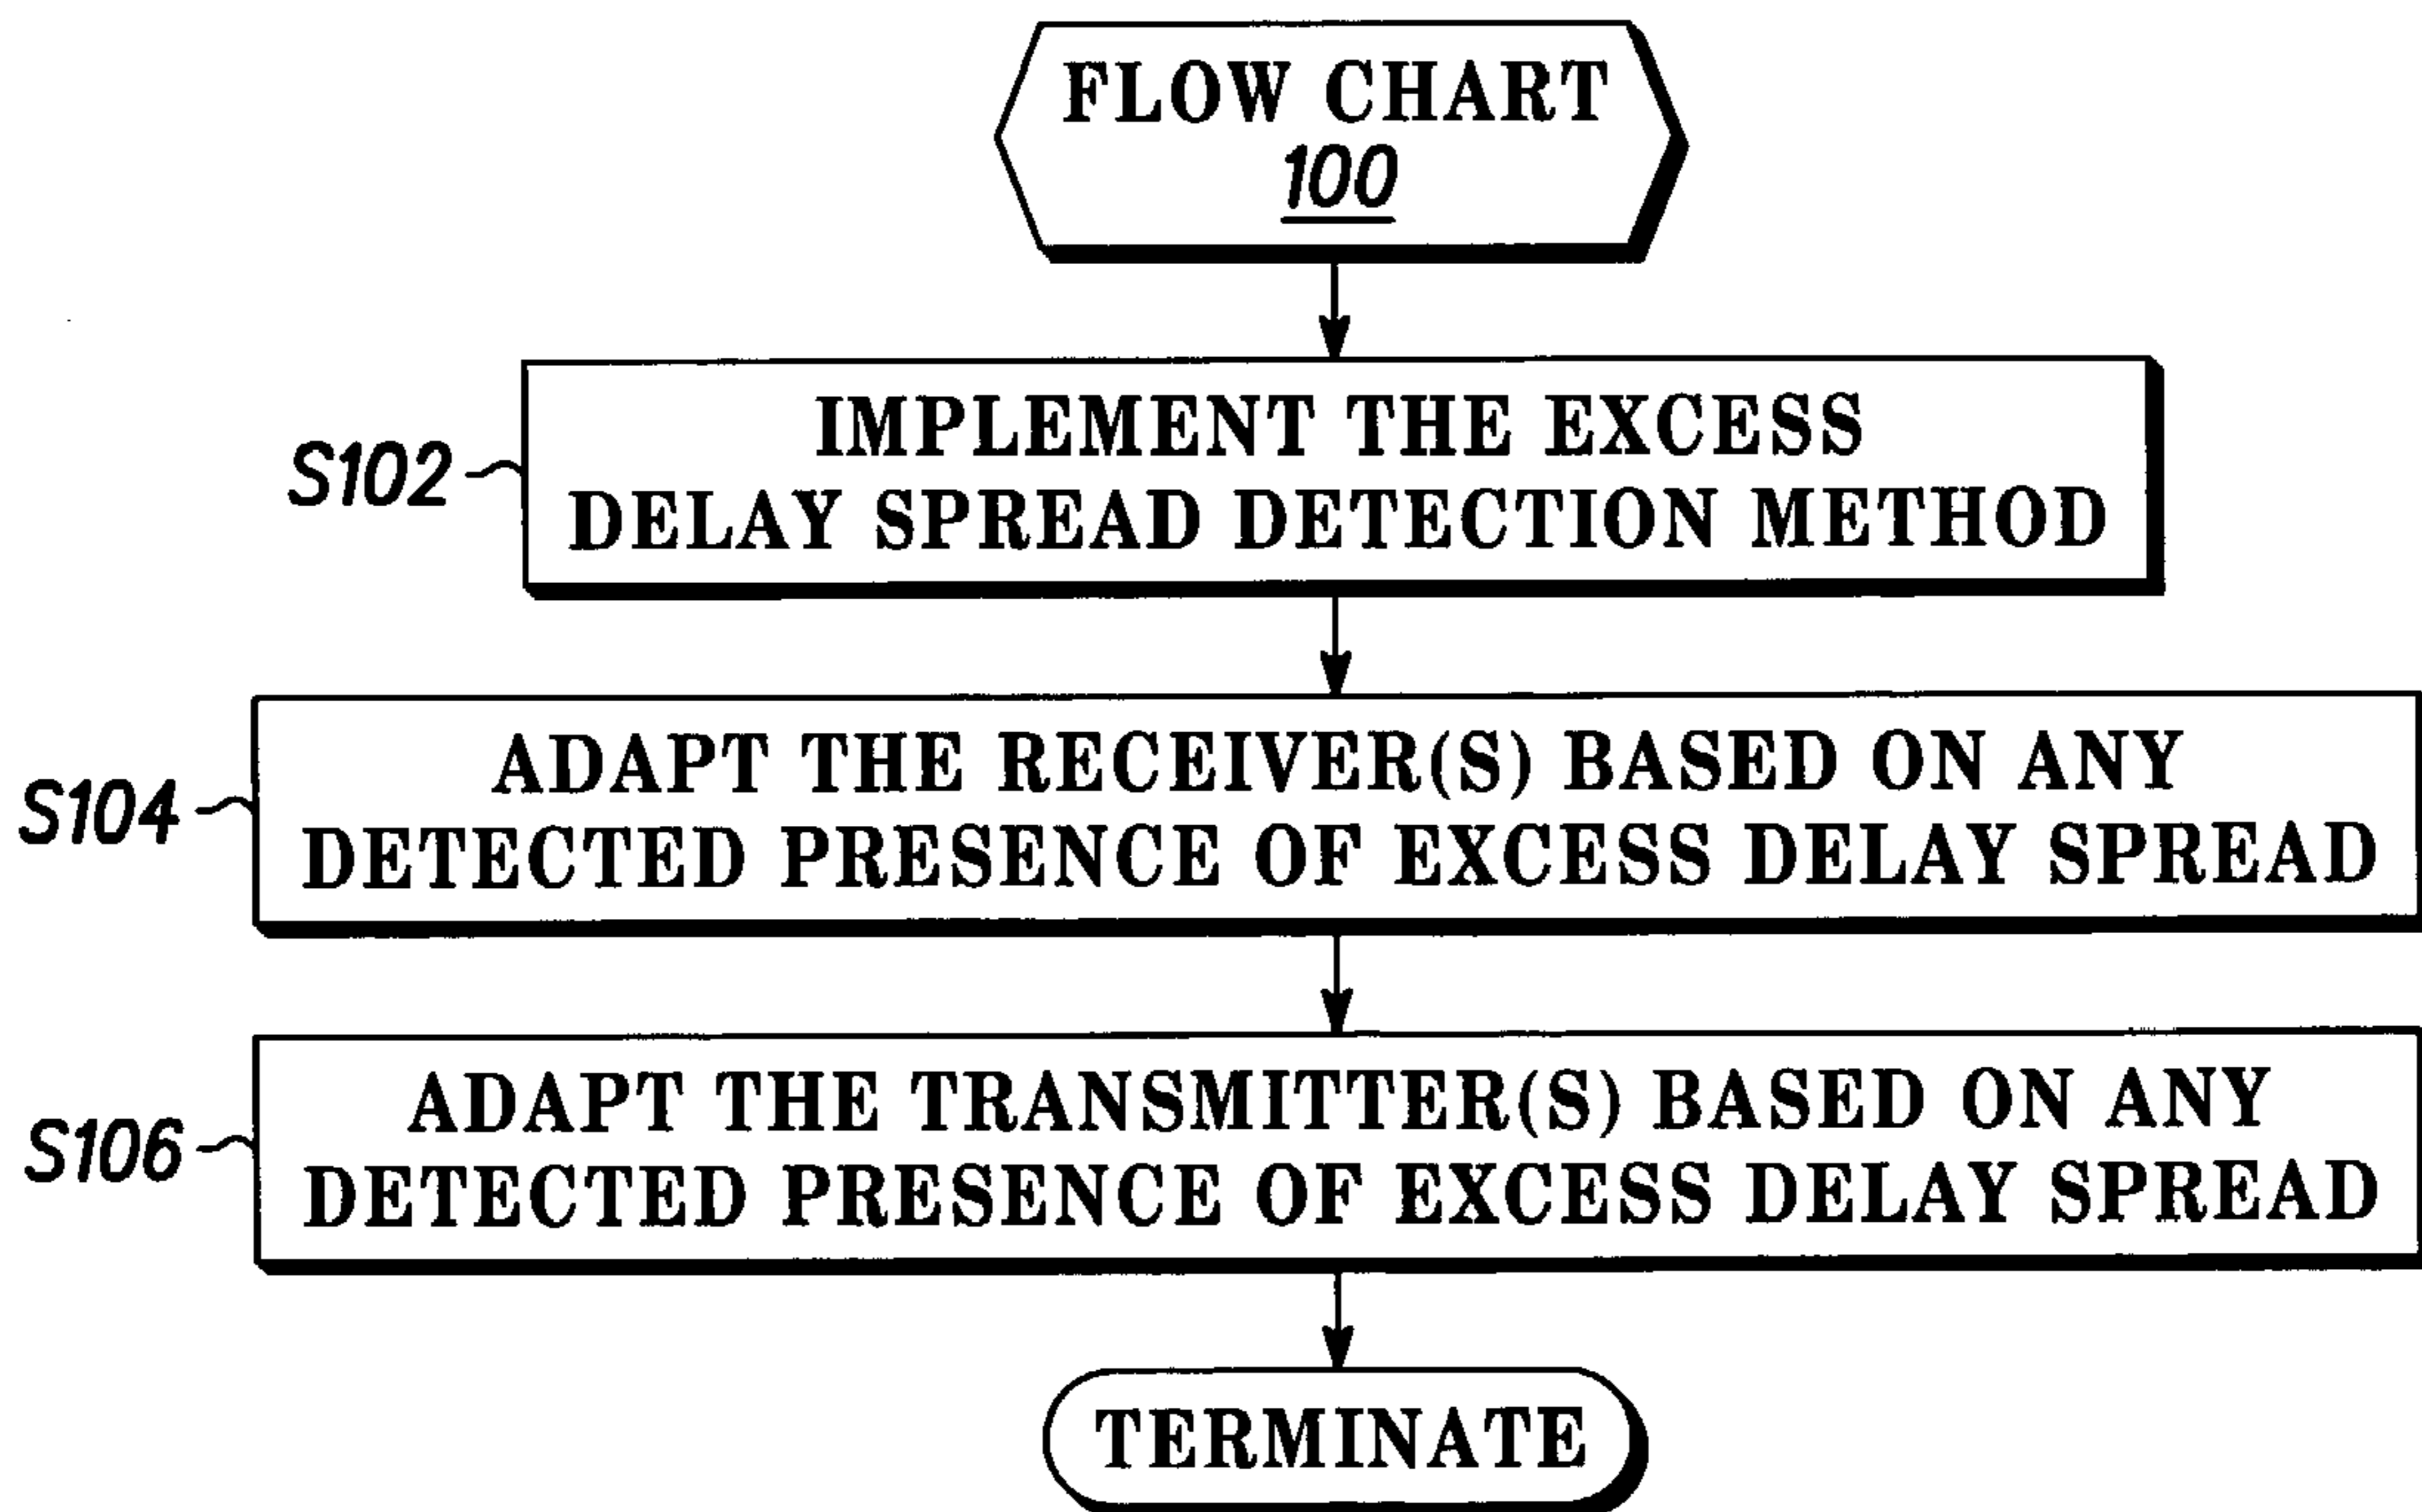 FLOW CHART
100
IMPLEMENT THE EXCESS
S102
DELAY SPREAD DETECTION METHOD
ADAPT THE RECEIVER(S) BASED ON ANY
S104
DETECTED PRESENCE OF EXCESS DELAY SPREAD
ADAPT THE TRANSMITTER(S) BASED ON ANY
S106
DETECTED PRESENCE OF EXCESS DELAY SPREAD
TERMINATE